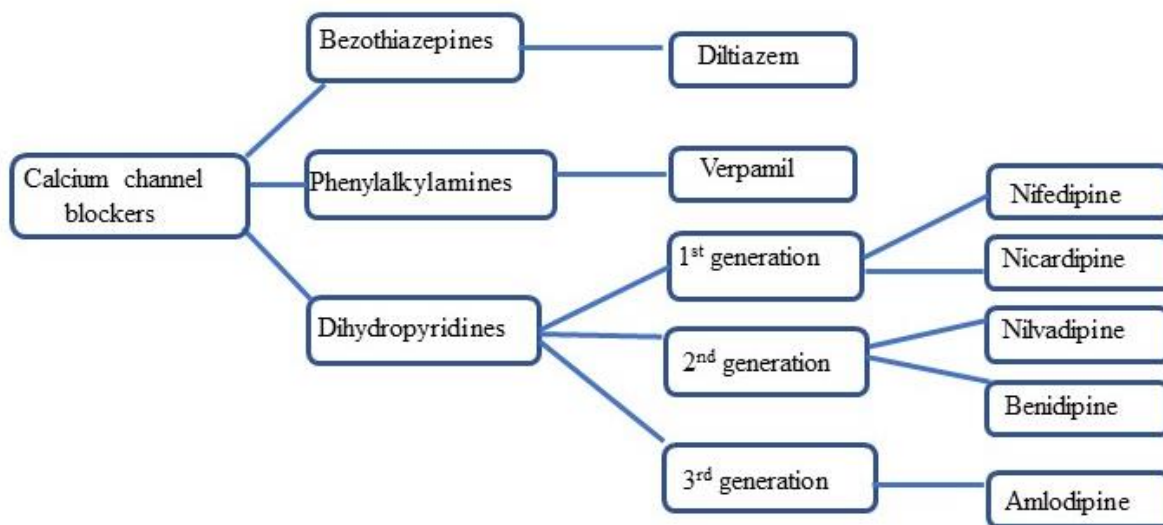 Bezothiazepines
Diltiazem
Calcium channel
blockers
Phenylalkylamines
Verpamil
Dihydropyridines
1st generation
Nifedipine
Nicardipine
2nd generation
Nilvadipine
Benidipine
3rd generation
Amlodipine